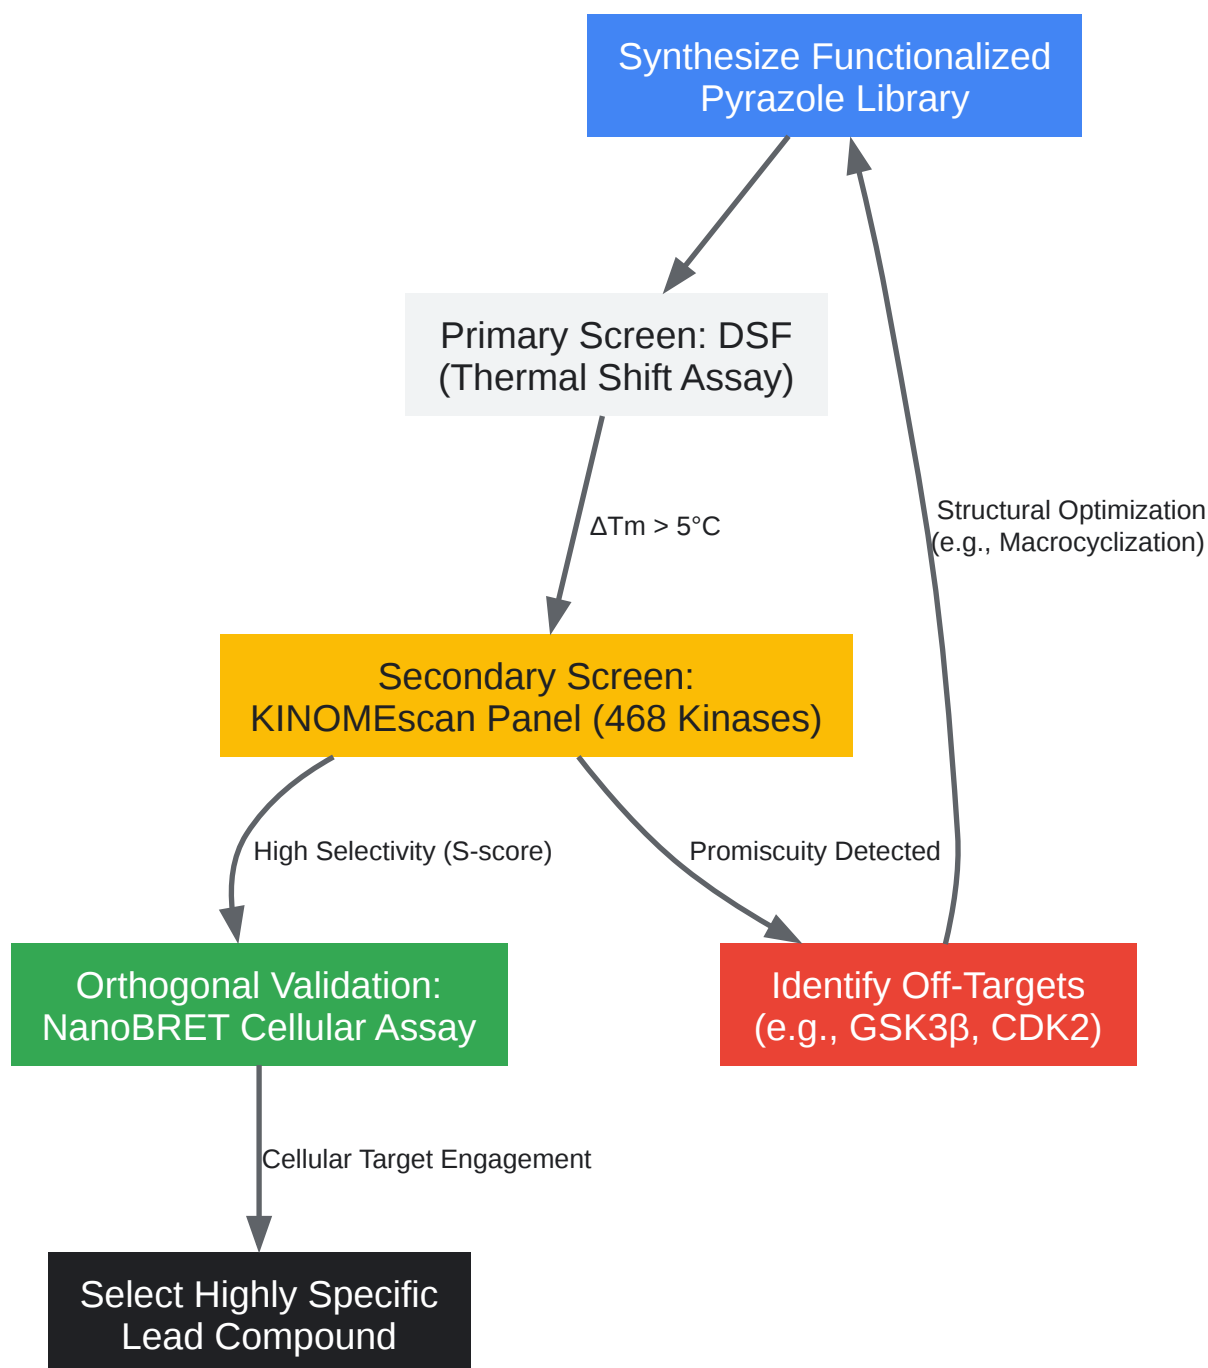 Synthesize Functionalized
Pyrazole Library
Primary Screen: DSF
(Thermal Shift Assay)
Structural Optimization
(e.g., Macrocyclization)
ΔTm > 5°C
Secondary Screen:
KINOMEscan Panel (468 Kinases)
High Selectivity (S-score)
Promiscuity Detected
Orthogonal Validation:
NanoBRET Cellular Assay
Identify Off-Targets
(e.g., GSK3β, CDK2)
Cellular Target Engagement
Select Highly Specific
Lead Compound